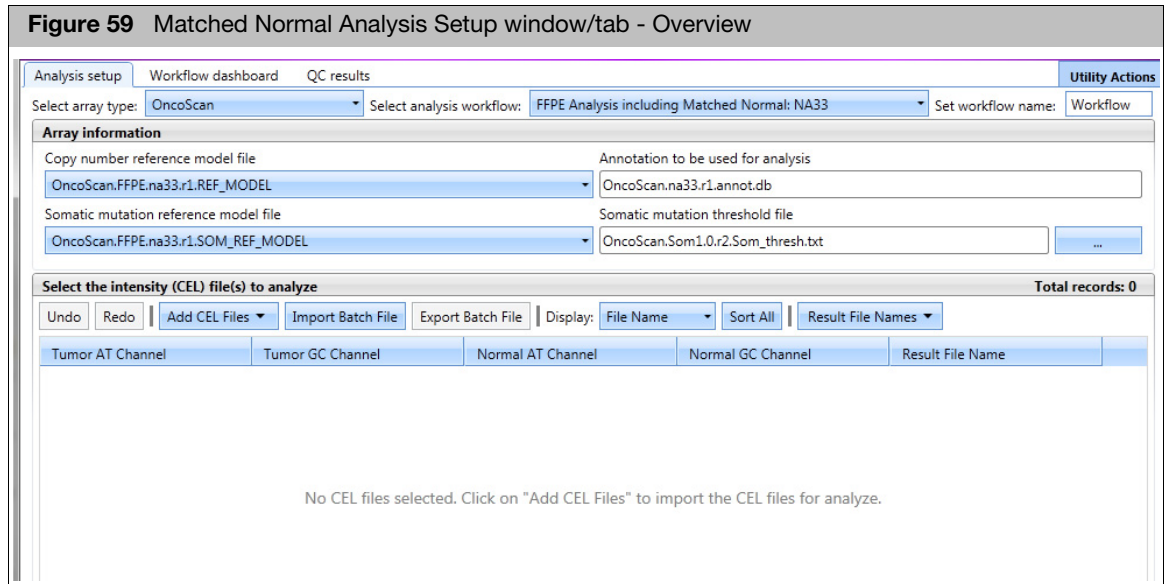 Figure 59 Matched Normal Analysis Setup window/tab - Overview
Analysis setup Workflow dashboard QC results Utility Actions
Select array type: OncoScan Select analysis workflow: FFPE Analysis including Matched Normal: NA33 Set workflow name: Workflow
Array information
Copy number reference model file Annotation to be used for analysis
OncoScan.FFPE.na33.r1.REF_MODEL OncoScan.na33.r1.annot.db
Somatic mutation reference model file Somatic mutation threshold file
OncoScan.FFPE.na33.r1.SOM_REF_MODEL OncoScan.Som1.0.r2.Som_thresh.txt ...
Select the intensity (CEL) file(s) to analyze Total records: 0
Undo Redo Add CEL Files Import Batch File Export Batch File Display: File Name Sort All Result File Names
Tumor AT Channel Tumor GC Channel Normal AT Channel Normal GC Channel Result File Name
No CEL files selected. Click on "Add CEL Files" to import the CEL files for analyze.